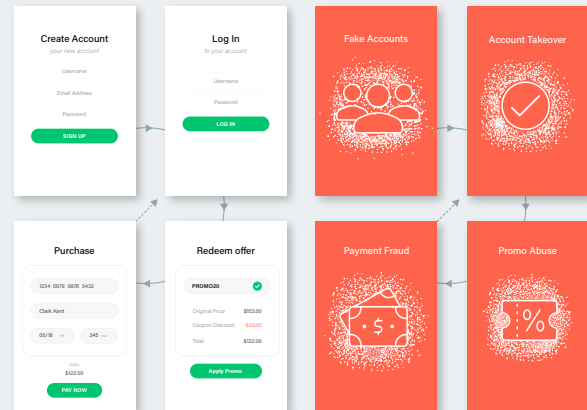 Create Account
your new account
Username
Email Address
Password
SIGN UP
Log In
to your account
Username
Password
LOG IN
Fake Accounts
Account Takeover
Purchase
1234 5678 9876 5432
Clark Kent
05/18
345
TOTAL
$122.00
PAY NOW
Redeem offer
PROMO20
Original Price $153.00
Coupon Discount -$30.00
Total $122.00
Apply Promo
Payment Fraud
$
Promo Abuse
%